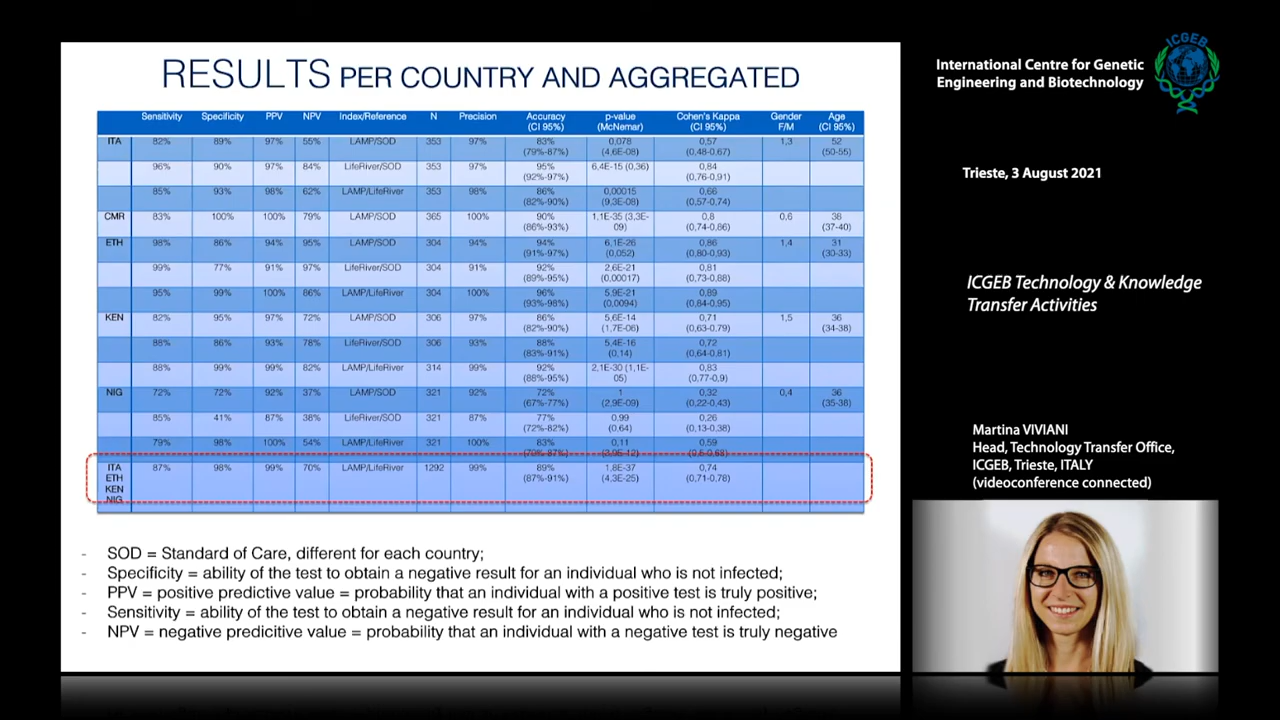 RESULTS PER COUNTRY AND AGGREGATED
Sensitivity Specificity PPV NPV Index/Reference N Precision Accuracy (CI 95%) p-value (McNemar) Cohen's Kappa (CI 95%) Gender F/M Age (CI 95%)
ITA 82% 89% 97% 55% LAMP/SOD 353 97% 83% (79%-87%) 0,078 (4,6E-08) 0,57 (0,48-0,67) 1,3 52 (50-55)
96% 90% 97% 84% LifeRiver/SOD 353 97% 95% (92%-97%) 6,4E-15 (0,36) 0,84 (0,76-0,91)
85% 93% 98% 62% LAMP/LifeRiver 353 98% 86% (82%-90%) 0,00015 (9,3E-08) 0,66 (0,57-0,74)
CMR 83% 100% 100% 79% LAMP/SOD 365 100% 90% (86%-93%) 1,1E-35 (3,3E-09) 0,8 (0,74-0,86) 0,6 38 (37-40)
ETH 98% 86% 94% 95% LAMP/SOD 304 94% 94% (91%-97%) 6,1E-26 (0,052) 0,86 (0,80-0,93) 1,4 31 (30-33)
99% 77% 91% 97% LifeRiver/SOD 304 91% 92% (89%-95%) 2,6E-21 (0,00017) 0,81 (0,73-0,88)
95% 99% 100% 86% LAMP/LifeRiver 304 100% 96% (93%-98%) 5,9E-21 (0,0094) 0,89 (0,84-0,95)
KEN 82% 95% 97% 72% LAMP/SOD 306 97% 86% (82%-90%) 5,6E-14 (1,7E-06) 0,71 (0,63-0,79) 1,5 36 (34-38)
88% 86% 93% 78% LifeRiver/SOD 306 93% 88% (83%-91%) 5,4E-16 (0,14) 0,72 (0,64-0,81)
88% 99% 99% 82% LAMP/LifeRiver 314 99% 92% (88%-95%) 2,1E-30 (1,1E-05) 0,83 (0,77-0,9)
NIG 72% 72% 92% 37% LAMP/SOD 321 92% 72% (67%-77%) 1 (2,9E-09) 0,32 (0,22-0,43) 0,4 36 (35-38)
85% 41% 87% 38% LifeRiver/SOD 321 87% 77% (72%-82%) 0,99 (0,64) 0,26 (0,13-0,38)
79% 98% 100% 54% LAMP/LifeRiver 321 100% 83% 0,11 0,59
ITA ETH KEN NIG 87% 98% 99% 70% LAMP/LifeRiver 1292 99% 89% (87%-91%) 1,8E-37 (4,3E-25) 0,74 (0,71-0,78)
- SOD = Standard of Care, different for each country;
- Specificity = ability of the test to obtain a negative result for an individual who is not infected;
- PPV = positive predictive value = probability that an individual with a positive test is truly positive;
- Sensitivity = ability of the test to obtain a negative result for an individual who is not infected;
- NPV = negative predicitive value = probability that an individual with a negative test is truly negative
International Centre for Genetic
Engineering and Biotechnology
ICGEB
Trieste, 3 August 2021
ICGEB Technology & Knowledge
Transfer Activities
Martina VIVIANI
Head, Technology Transfer Office,
ICGEB, Trieste, ITALY
(videoconference connected)